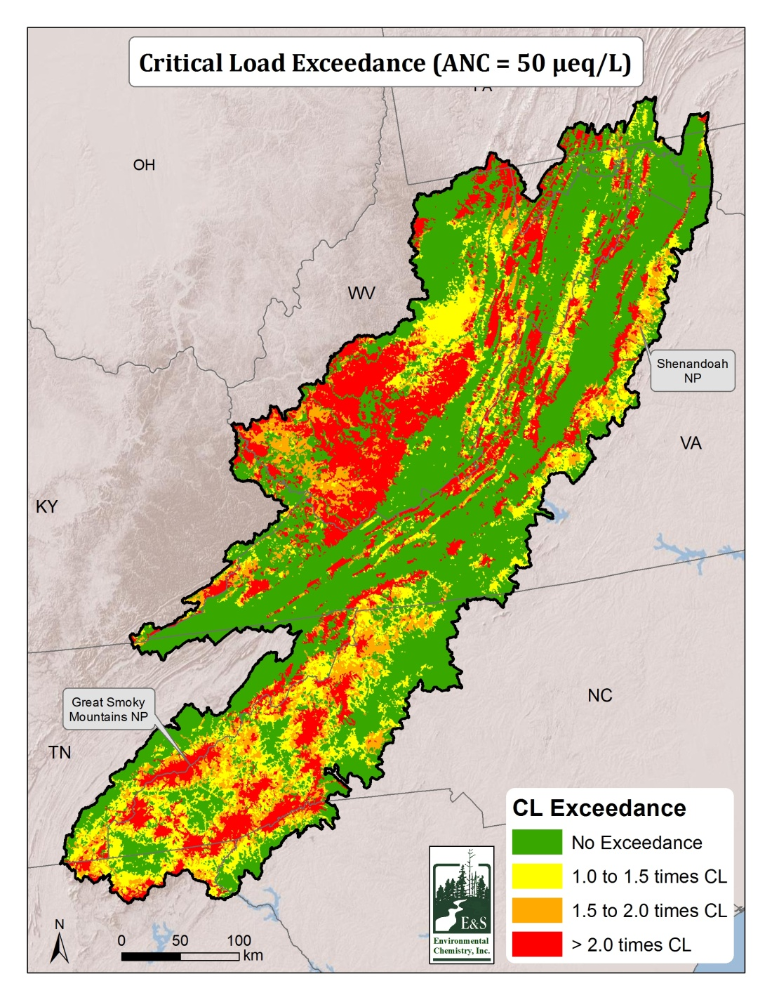 Critical Load Exceedance (ANC = 50 µeq/L)
PA
OH
WV
Shenandoah
NP
VA
KY
Great Smoky
Mountains NP
NC
TN
CL Exceedance
No Exceedance
1.0 to 1.5 times CL
1.5 to 2.0 times CL
> 2.0 times CL
E&S
Environmental
Chemistry, Inc.
N
0 50 100
km